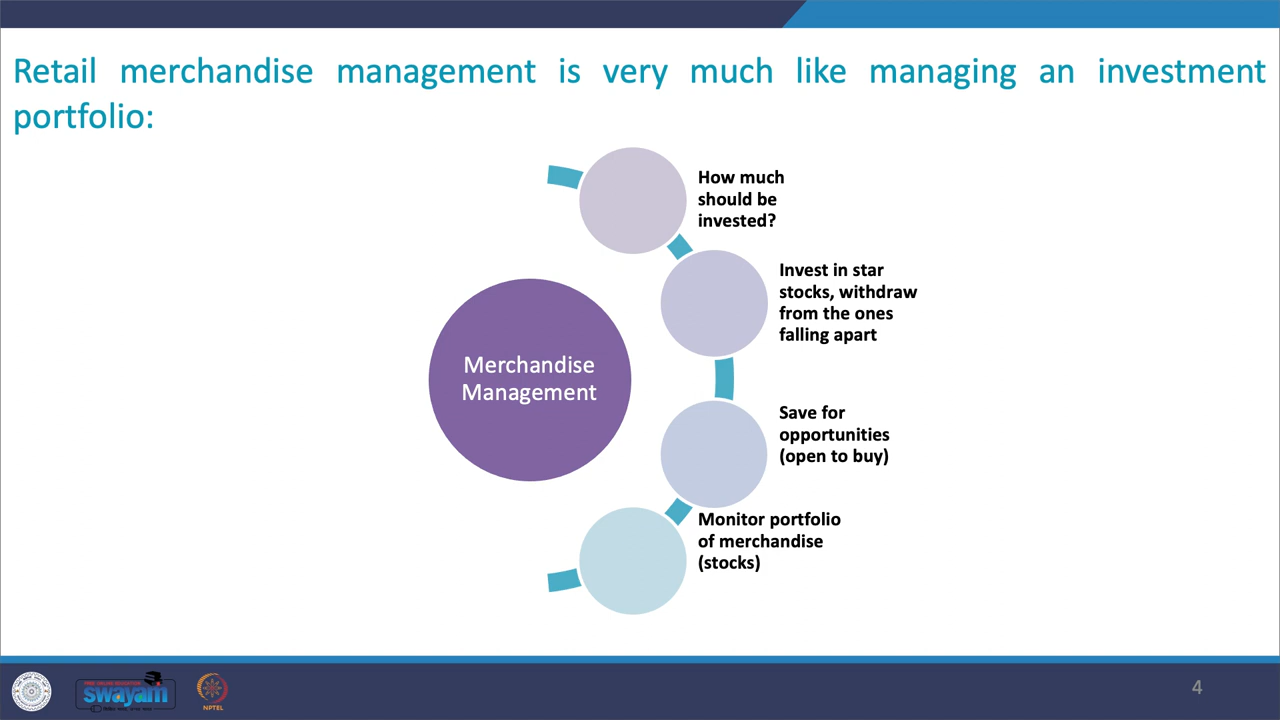 Retail merchandise management is very much like managing an investment
portfolio:
How much
should be
invested?
Invest in star
stocks, withdraw
from the ones
falling apart
Merchandise
Management
Save for
opportunities
(open to buy)
Monitor portfolio
of merchandise
(stocks)
swayam
NPTEL
4